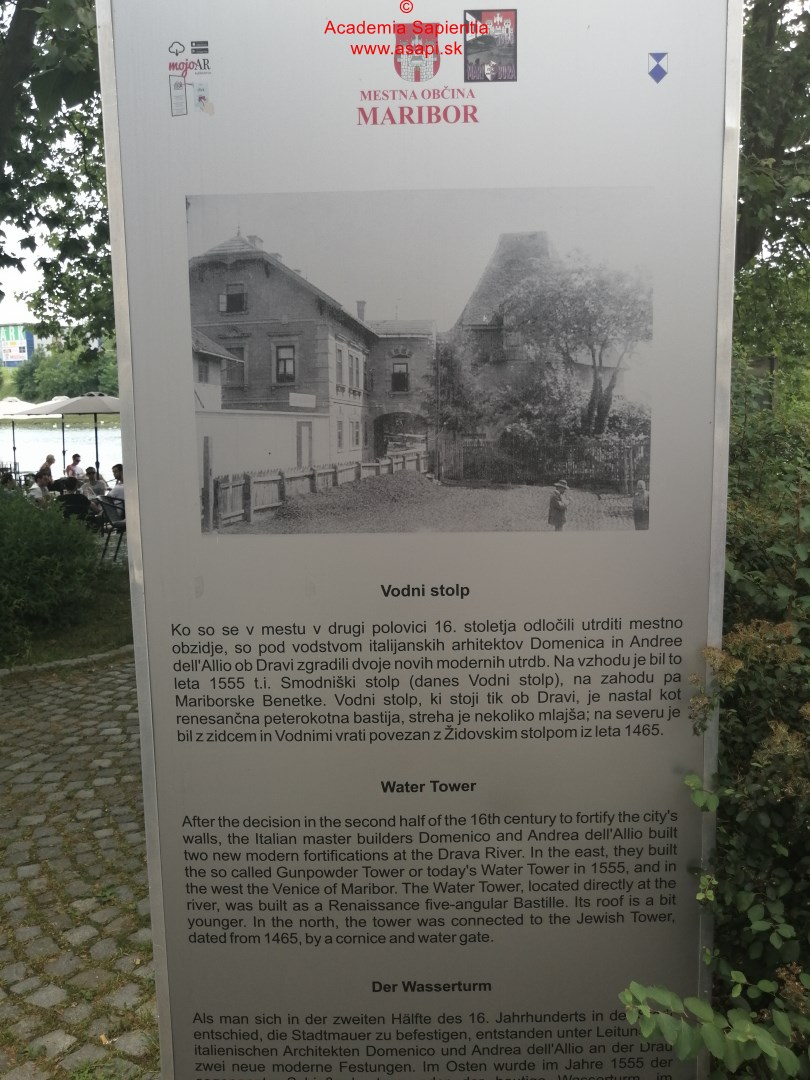 ©
Academia Sapientia
www.asapi.sk
mojoAR
MESTNA OBČINA
MARIBOR
Vodni stolp
Ko so se v mestu v drugi polovici 16. stoletja odločili utrditi mestno
obzidje, so pod vodstvom italijanskih arhitektov Domenica in Andree
dell'Allio ob Dravi zgradili dvoje novih modernih utrdb. Na vzhodu je bil to
leta 1555 t.i. Smodniški stolp (danes Vodni stolp), na zahodu pa
Mariborske Benetke. Vodni stolp, ki stoji tik ob Dravi, je nastal kot
renesančna peterokotna bastija, streha je nekoliko mlajša; na severu je
bil z zidcem in Vodnimi vrati povezan z Židovskim stolpom iz leta 1465.
Water Tower
After the decision in the second half of the 16th century to fortify the city's
walls, the Italian master builders Domenico and Andrea dell'Allio built
two new modern fortifications at the Drava River. In the east, they built
the so called Gunpowder Tower or today's Water Tower in 1555, and in
the west the Venice of Maribor. The Water Tower, located directly at the
river, was built as a Renaissance five-angular Bastille. Its roof is a bit
younger. In the north, the tower was connected to the Jewish Tower,
dated from 1465, by a cornice and water gate.
Der Wasserturm
Als man sich in der zweiten Hälfte des 16. Jahrhunderts in de
entschied, die Stadtmauer zu befestigen, entstanden unter Leitun
italienischen Architekten Domenico und Andrea dell'Allio an der Drau
zwei neue moderne Festungen. Im Osten wurde im Jahre 1555 der